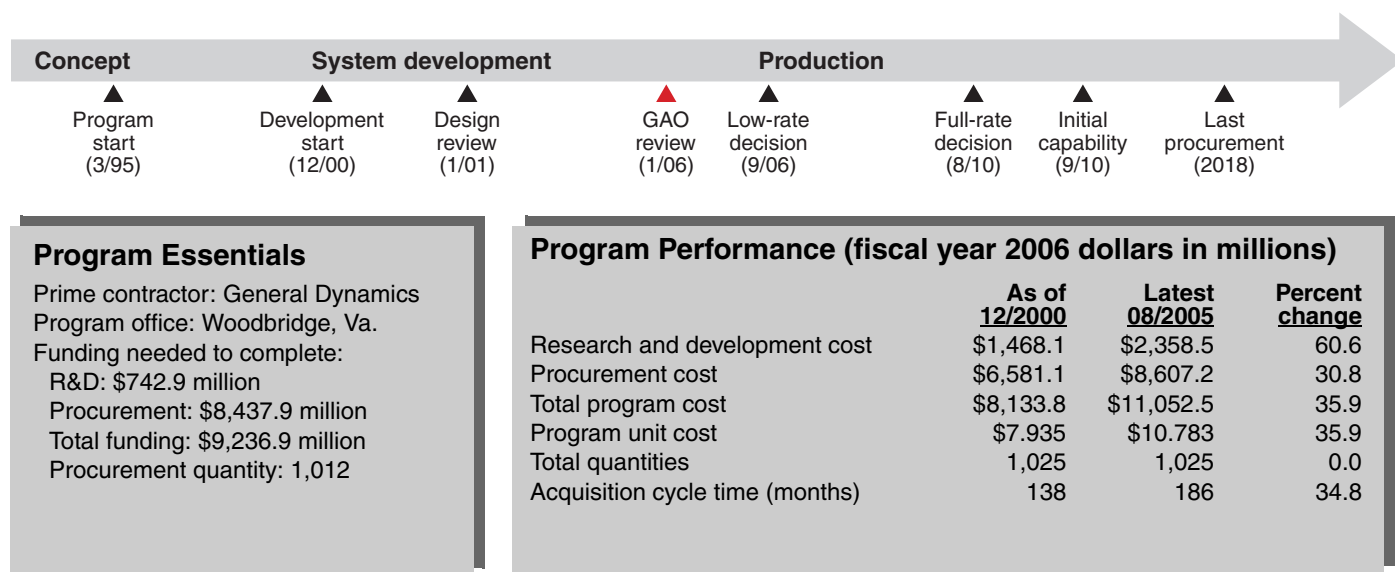 Concept System development Production
Program Development Design GAO Low-rate Full-rate Initial Last
start start review review decision decision capability procurement
(3/95) (12/00) (1/01) (1/06) (9/06) (8/10) (9/10) (2018)
Program Essentials
Prime contractor: General Dynamics
Program office: Woodbridge, Va.
Funding needed to complete:
R&D: $742.9 million
Procurement: $8,437.9 million
Total funding: $9,236.9 million
Procurement quantity: 1,012
Program Performance (fiscal year 2006 dollars in millions)
As of Latest Percent
12/2000 08/2005 change
Research and development cost $1,468.1 $2,358.5 60.6
Procurement cost $6,581.1 $8,607.2 30.8
Total program cost $8,133.8 $11,052.5 35.9
Program unit cost $7.935 $10.783 35.9
Total quantities 1,025 1,025 0.0
Acquisition cycle time (months) 138 186 34.8